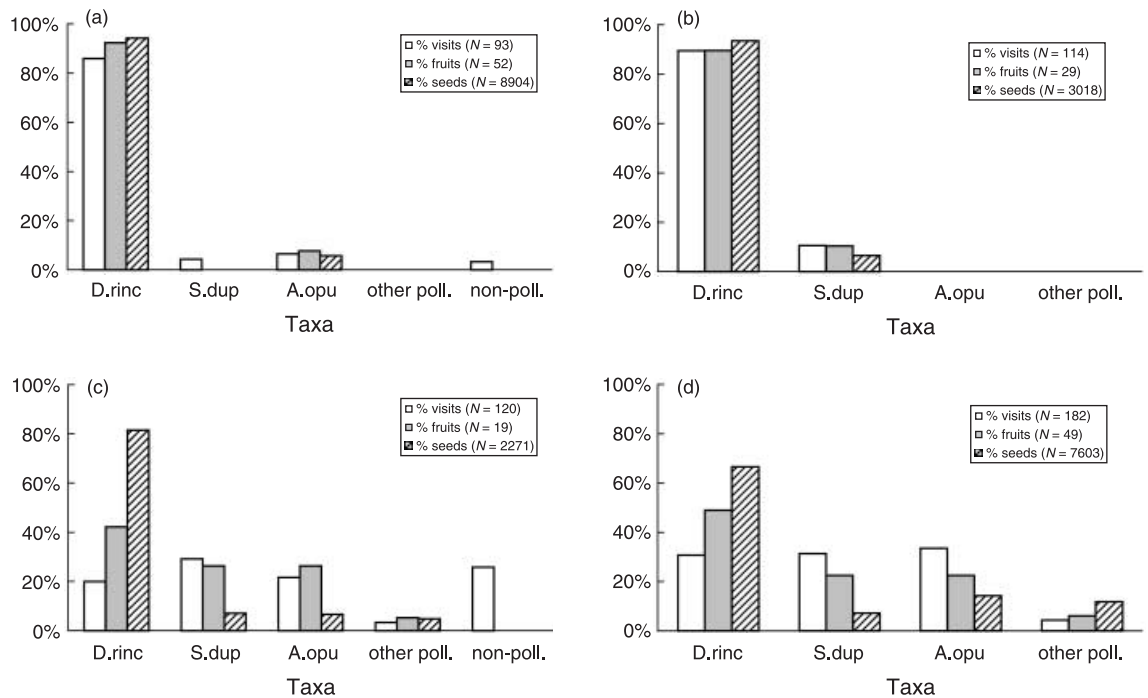 (a)
100%
80%
60%
40%
20%
0%
% visits (N = 93)
% fruits (N = 52)
% seeds (N = 8904)
D.rinc S.dup A.opu other poll. non-poll.
Taxa
(b)
100%
80%
60%
40%
20%
0%
% visits (N = 114)
% fruits (N = 29)
% seeds (N = 3018)
D.rinc S.dup A.opu other poll.
Taxa
(c)
100%
80%
60%
40%
20%
0%
% visits (N = 120)
% fruits (N = 19)
% seeds (N = 2271)
D.rinc S.dup A.opu other poll. non-poll.
Taxa
(d)
100%
80%
60%
40%
20%
0%
% visits (N = 182)
% fruits (N = 49)
% seeds (N = 7603)
D.rinc S.dup A.opu other poll.
Taxa